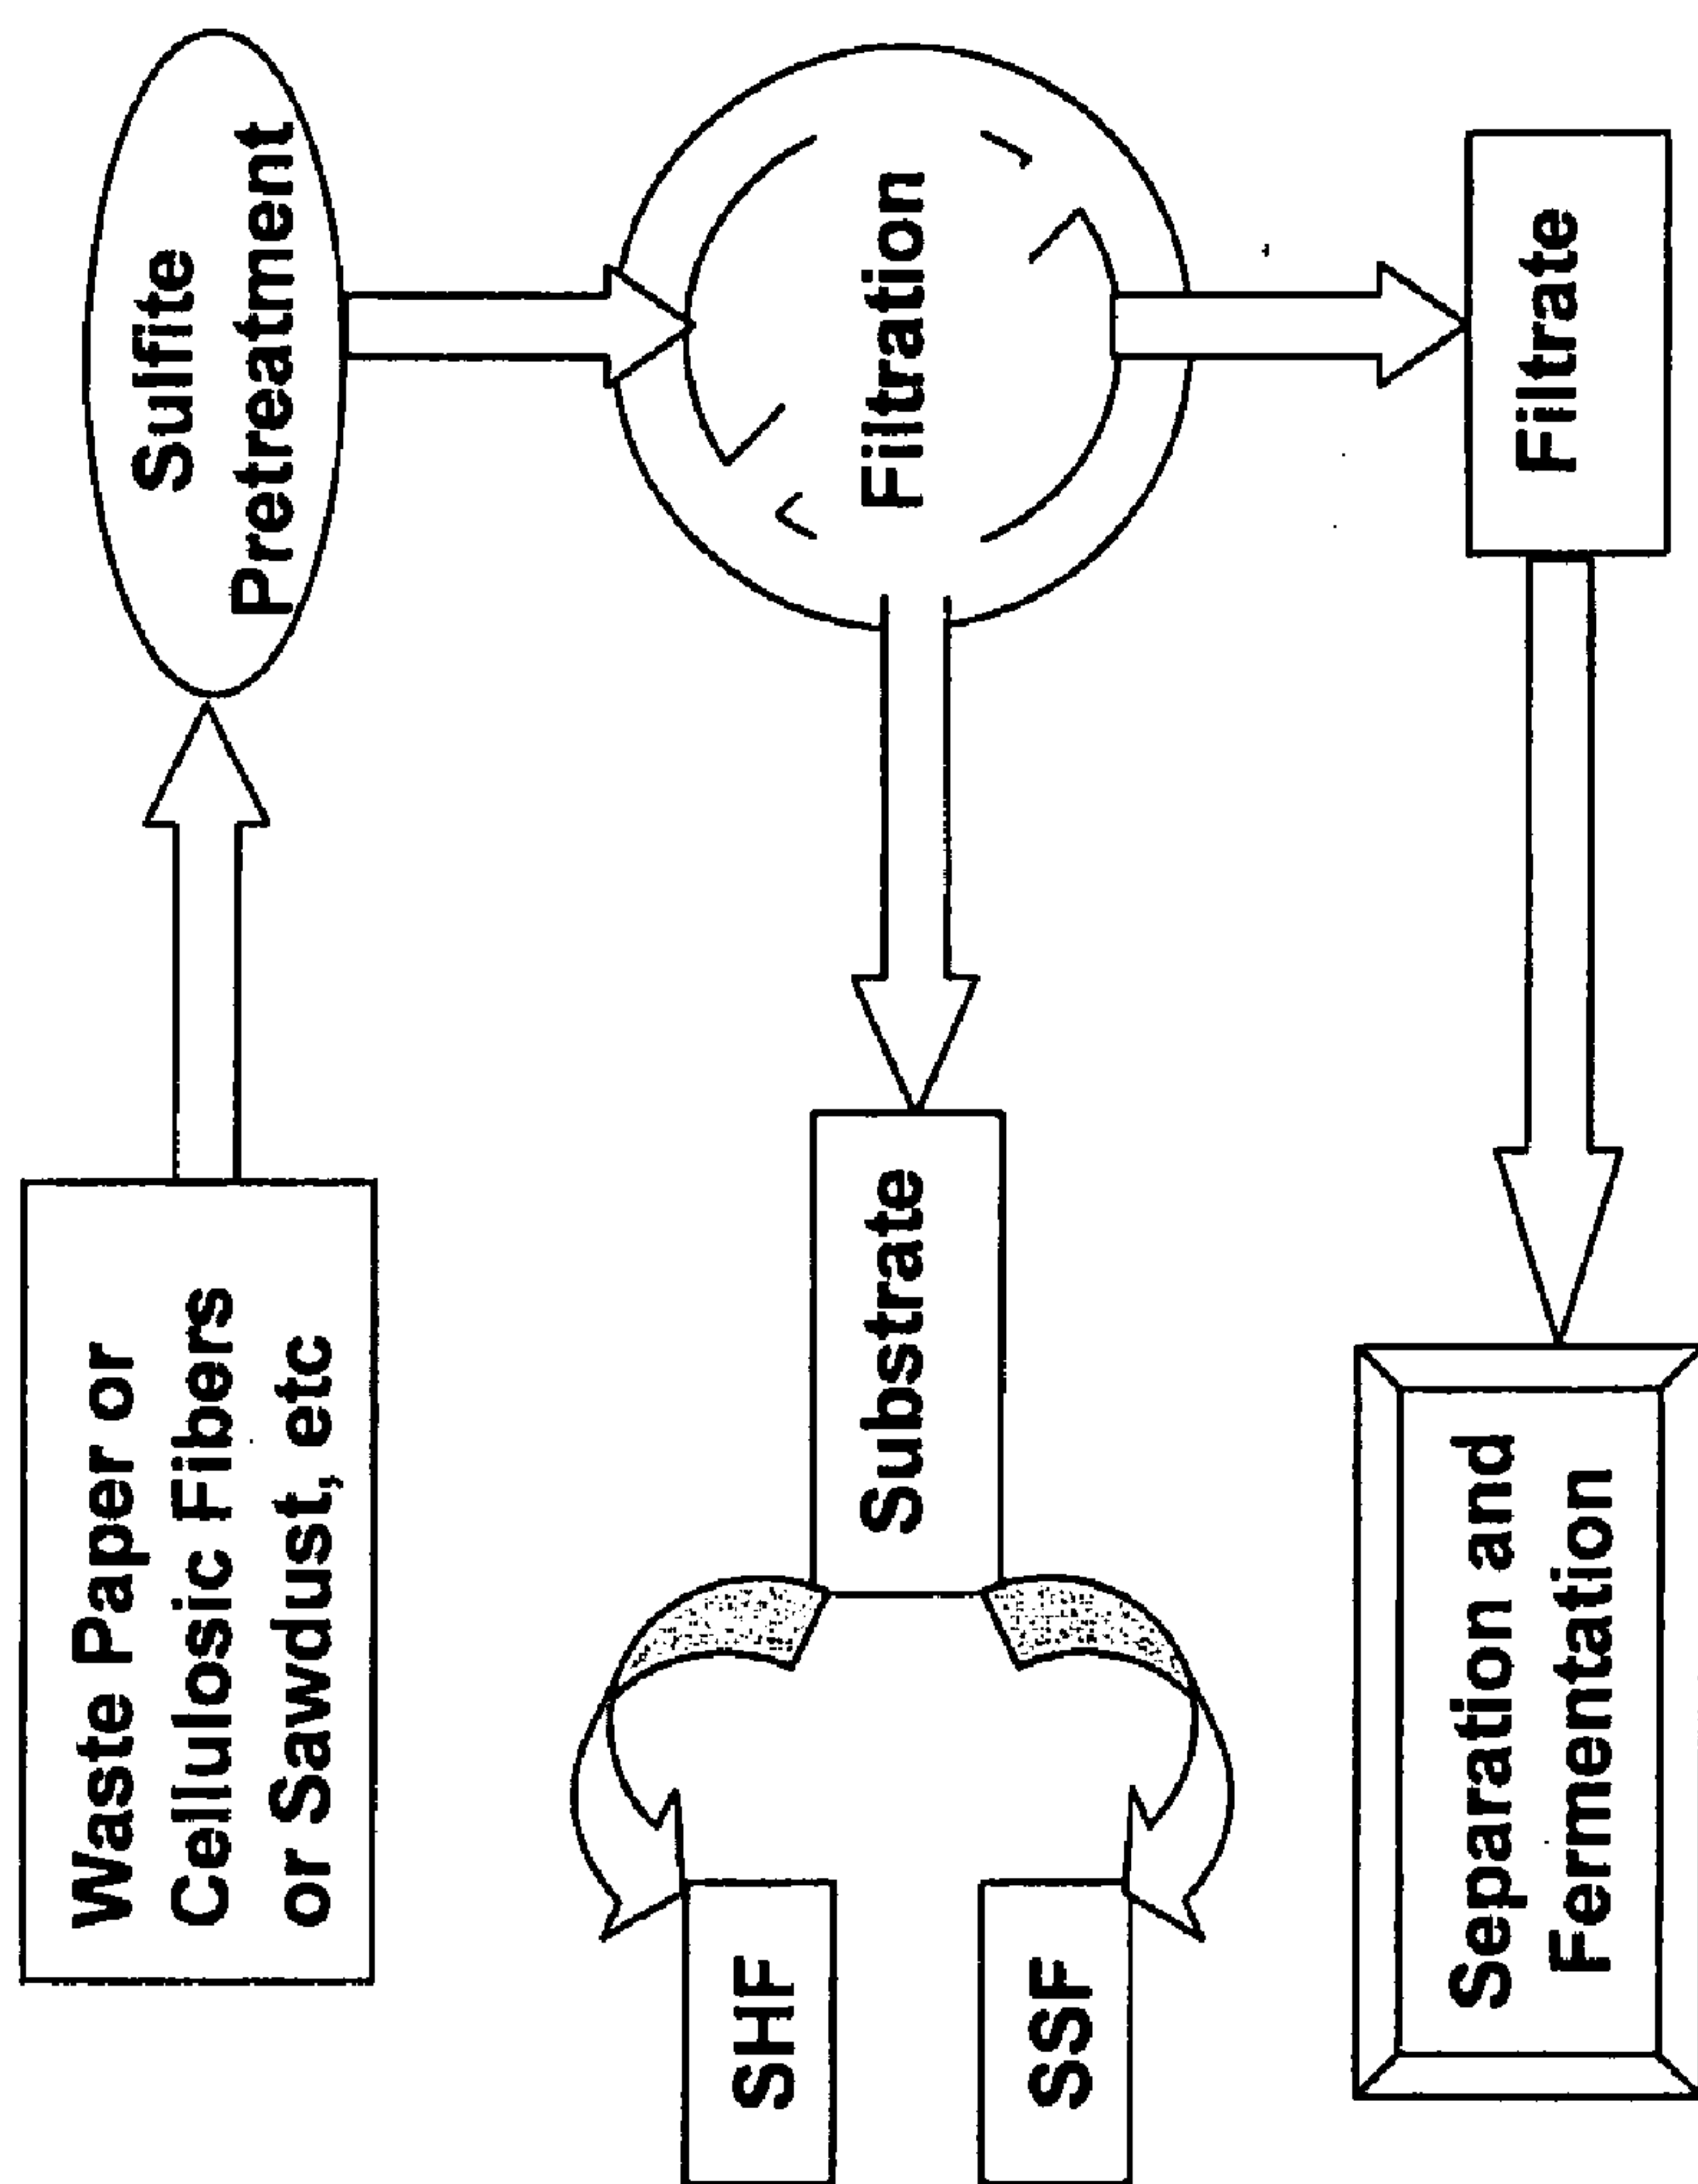 Waste Paper or
Cellulosic Fibers
or Sawdust, etc
Sulfite
Pretreatment
Filtration
Substrate
SHF
SSF
Filtrate
Separation and
Fermentation